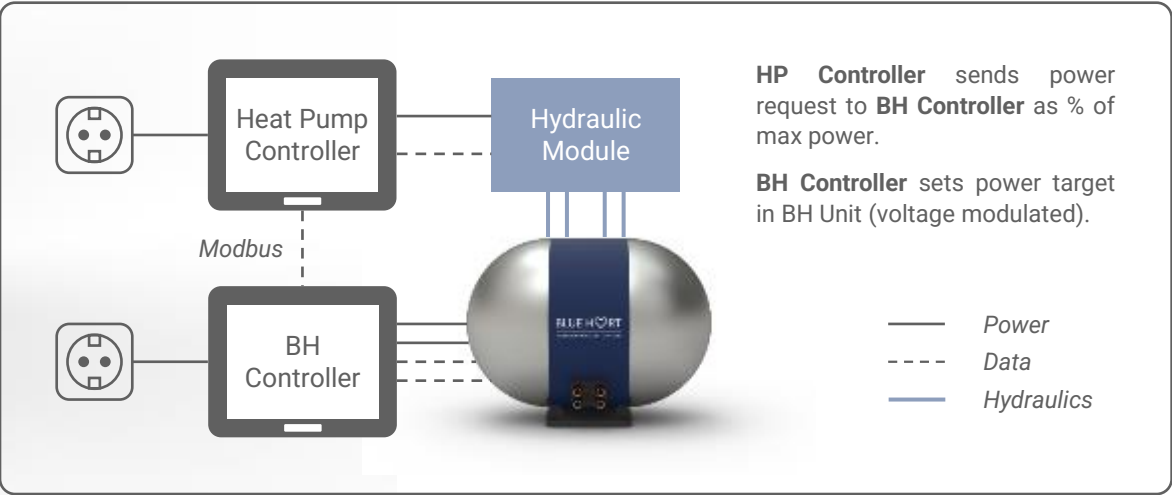 Heat Pump
Controller
Hydraulic
Module
HP Controller sends power
request to BH Controller as % of
max power.
BH Controller sets power target
in BH Unit (voltage modulated).
Modbus
BH
Controller
BLUE H♡RT
Power
Data
Hydraulics